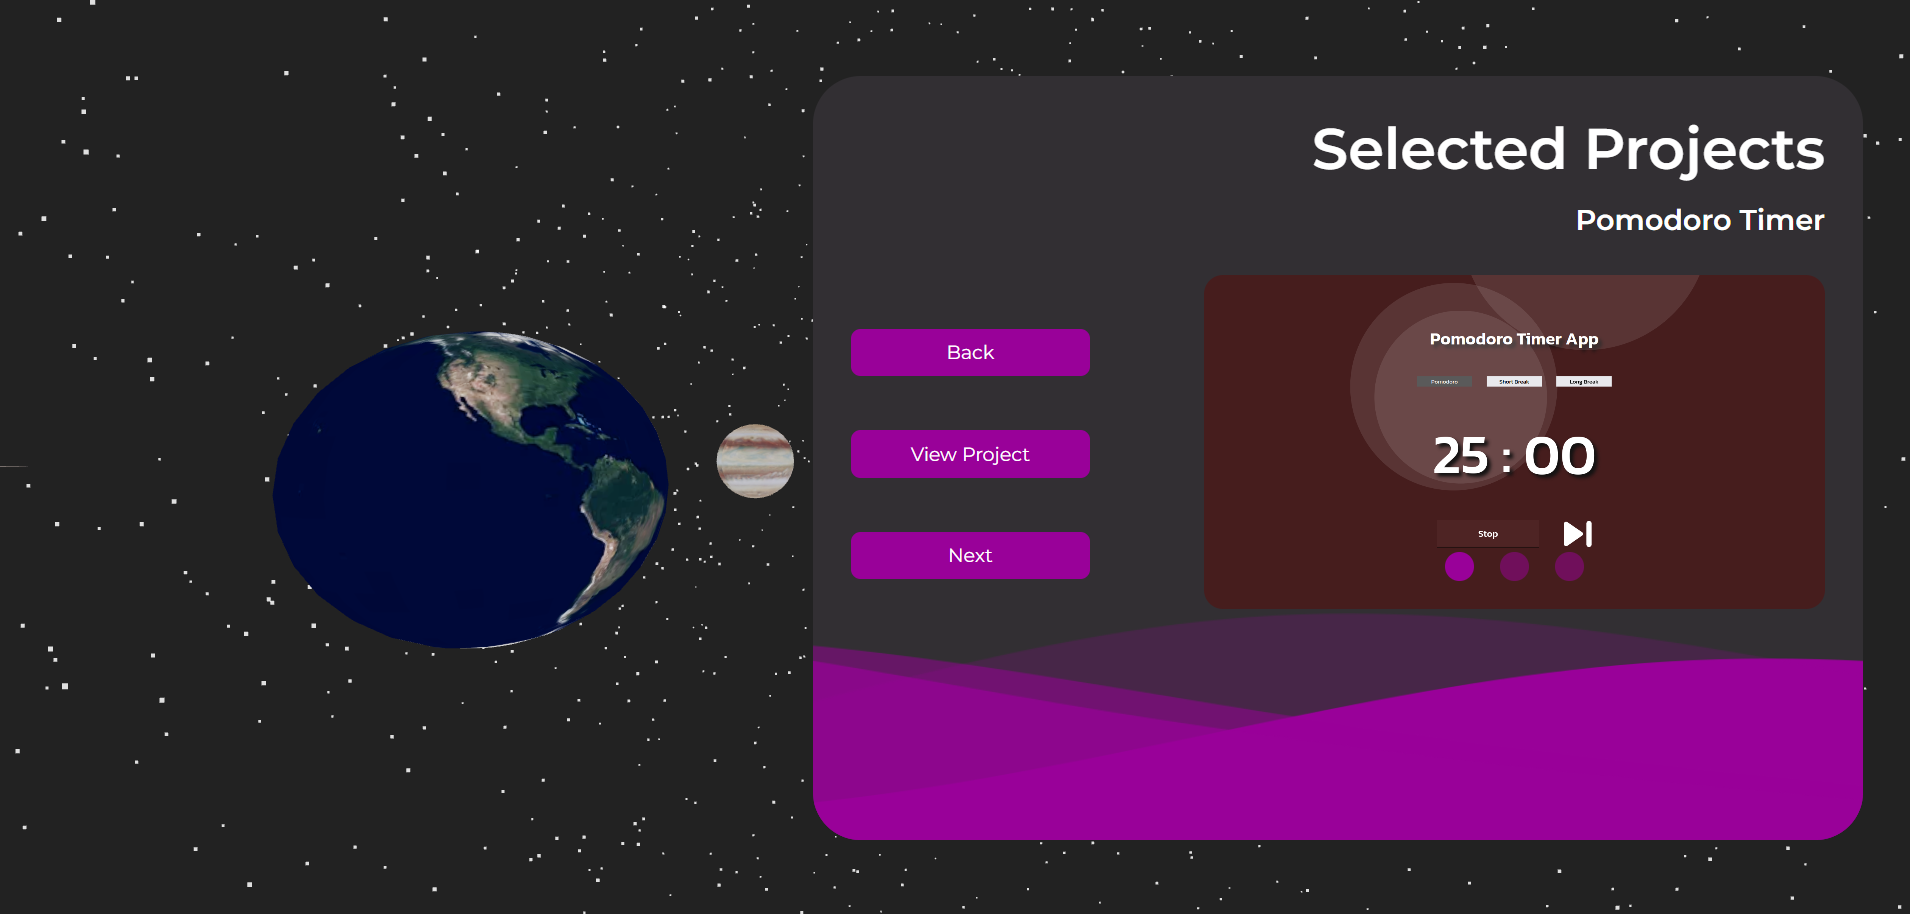 Selected Projects
Pomodoro Timer
Back
View Project
Next
Pomodoro Timer App
Pomodoro Short Break Long Break
25 : 00
Stop